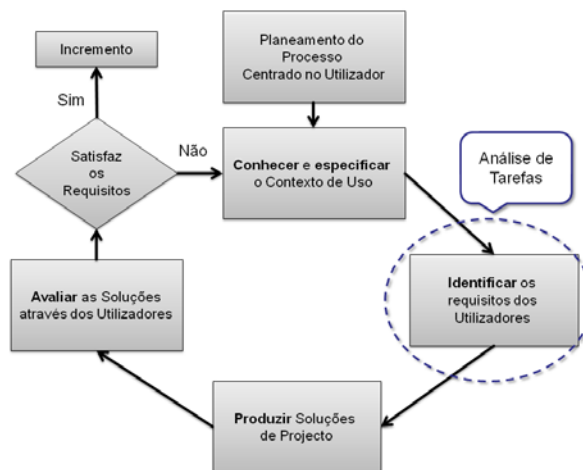 Incremento
Planeamento do
Processo
Centrado no Utilizador
Sim
Satisfaz
os
Requisitos
Não
Conhecer e especificar
o Contexto de Uso
Análise de
Tarefas
Avaliar as Soluções
através dos Utilizadores
Identificar os
requisitos dos
Utilizadores
Produzir Soluções
de Projecto